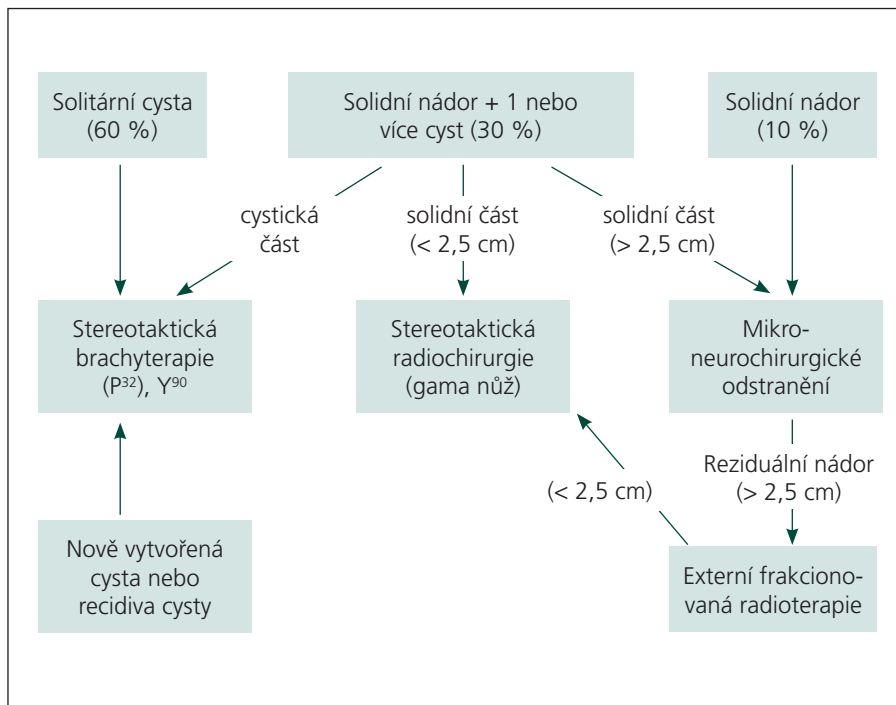 Solitární cysta
(60 %)
Solidní nádor + 1 nebo
více cyst (30 %)
Solidní nádor
(10 %)
cystická
část
solidní část
(< 2,5 cm)
solidní část
(> 2,5 cm)
Stereotaktická
brachyterapie
(P³²), Y⁹⁰
Stereotaktická
radiochirurgie
(gama nůž)
Mikro-
neurochirurgické
odstranění
(< 2,5 cm)
Reziduální nádor
(> 2,5 cm)
Nově vytvořená
cysta nebo
recidiva cysty
Externí frakciono-
vaná radioterapie